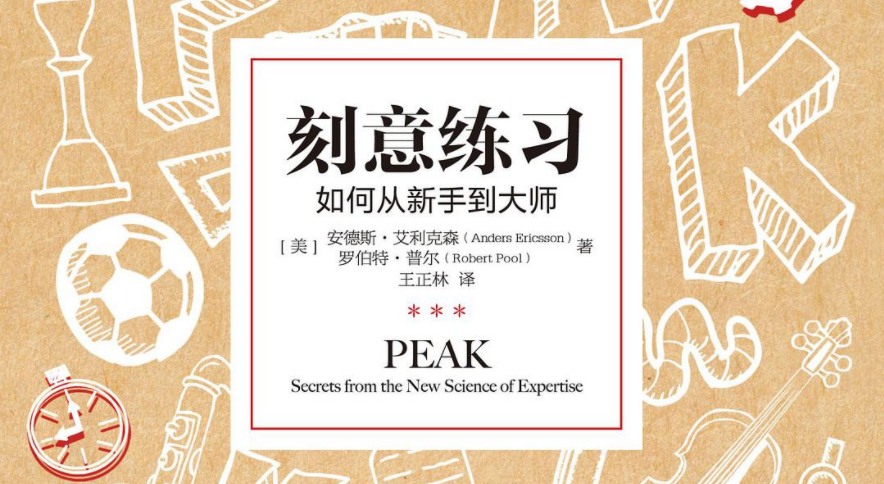 刻意练习
如何从新手到大师
[美] 安德斯·艾利克森(Anders Ericsson)
罗伯特·普尔(Robert Pool) 著
王正林 译
***
PEAK
Secrets from the New Science of Expertise
K